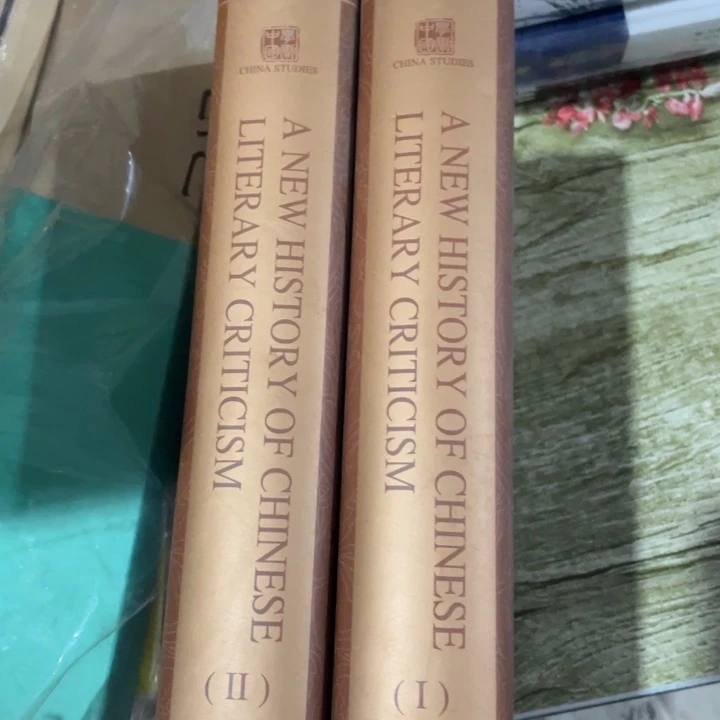 CHINA STUDIES
A NEW HISTORY OF CHINESE
LITERARY CRITICISM
(II)
CHINA STUDIES
A NEW HISTORY OF CHINESE
LITERARY CRITICISM
(I)